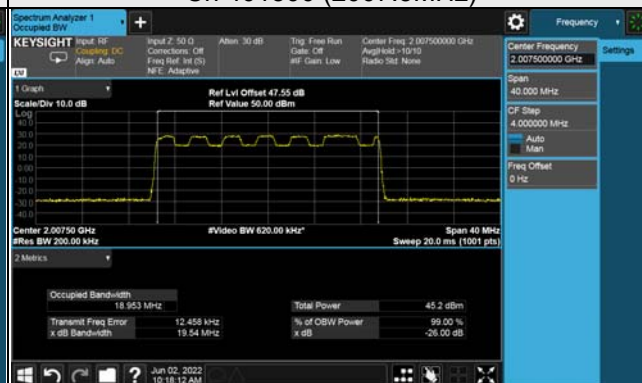 Spectrum Analyzer 1
Occupied BW
+
Frequency
KEYSIGHT Input: RF
Coupling: DC
Align: Auto
Input Z: 50 Ω
Corrections: Off
Freq Ref: Int (S)
NFE: Adaptive
Atten: 30 dB
Trig: Free Run
Gate: Off
#IF Gain: Low
Center Freq: 2.007500000 GHz
Avg|Hold:>10/10
Radio Std: None
Center Frequency
2.007500000 GHz
Settings
Span
40.000 MHz
CF Step
4.000000 MHz
Auto
Man
Freq Offset
0 Hz
1 Graph
Scale/Div 10.0 dB
Ref Lvl Offset 47.55 dB
Ref Value 50.00 dBm
Log
40.0
30.0
20.0
10.0
0.00
-10.0
-20.0
-30.0
-40.0
Center 2.00750 GHz
#Res BW 200.00 kHz
#Video BW 620.00 kHz*
Span 40 MHz
Sweep 20.0 ms (1001 pts)
2 Metrics
Occupied Bandwidth
18.953 MHz
Total Power 45.2 dBm
Transmit Freq Error 12.458 kHz
% of OBW Power 99.00 %
x dB Bandwidth 19.54 MHz
x dB -26.00 dB
?
Jun 02, 2022
10:18:12 AM